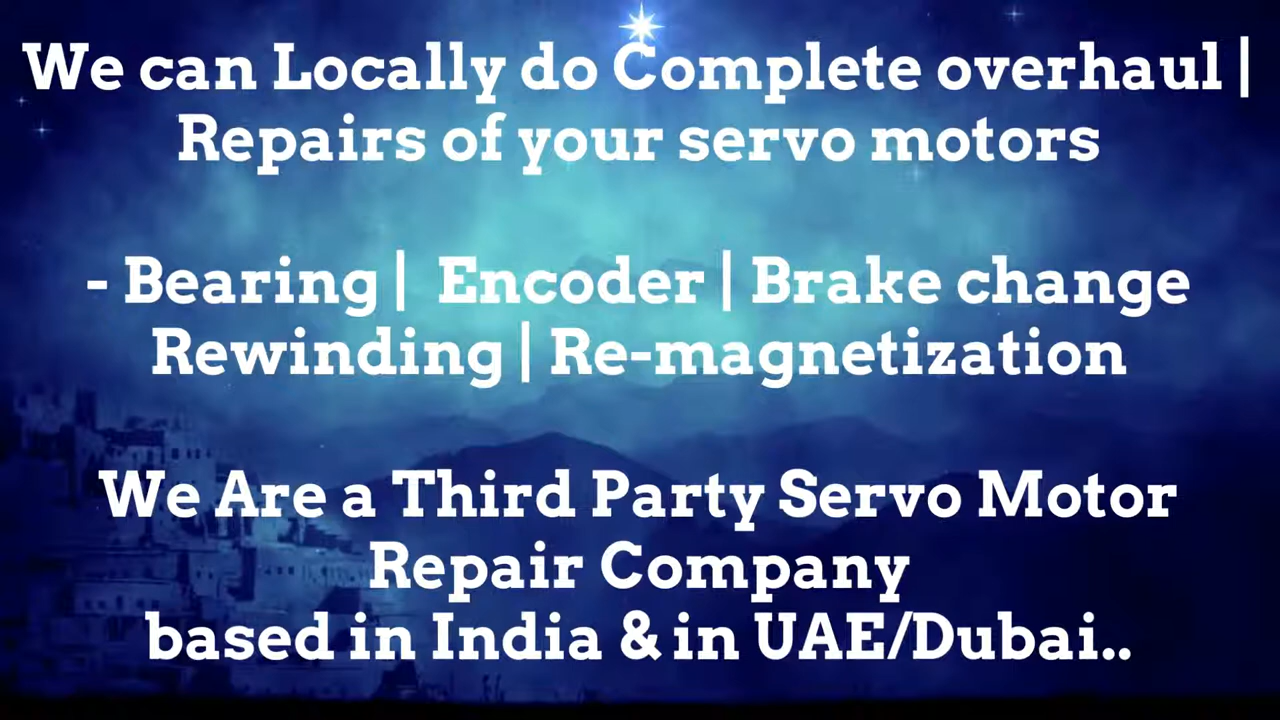 We can Locally do Complete overhaul |
Repairs of your servo motors
- Bearing | Encoder | Brake change
Rewinding | Re-magnetization
We Are a Third Party Servo Motor
Repair Company
based in India & in UAE/Dubai..